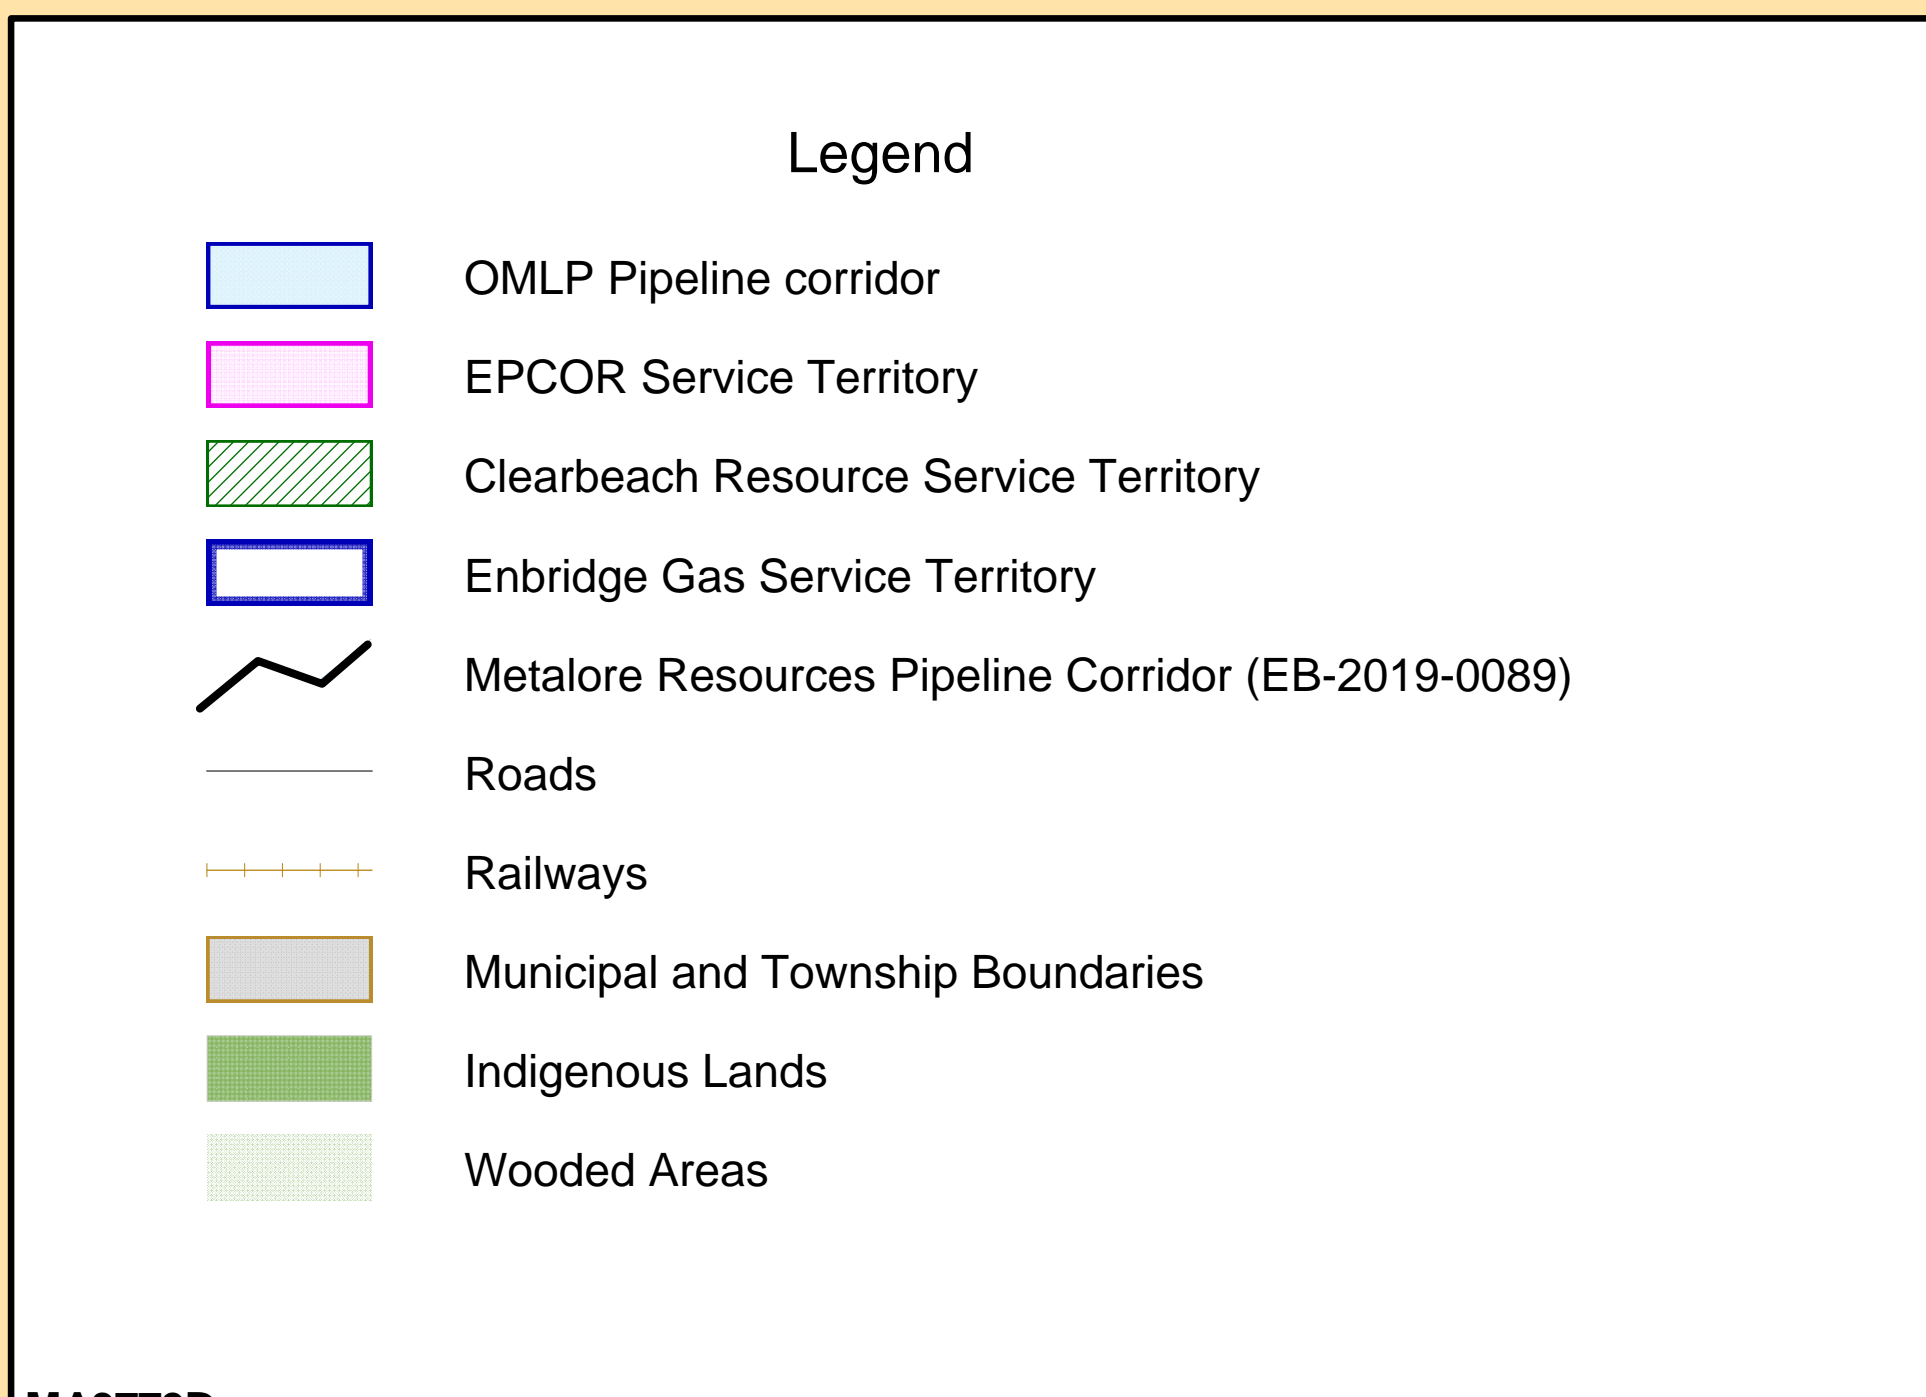 Legend
OMLP Pipeline corridor
EPCOR Service Territory
Clearbeach Resource Service Territory
Enbridge Gas Service Territory
Metalore Resources Pipeline Corridor (EB-2019-0089)
Roads
Railways
Municipal and Township Boundaries
Indigenous Lands
Wooded Areas